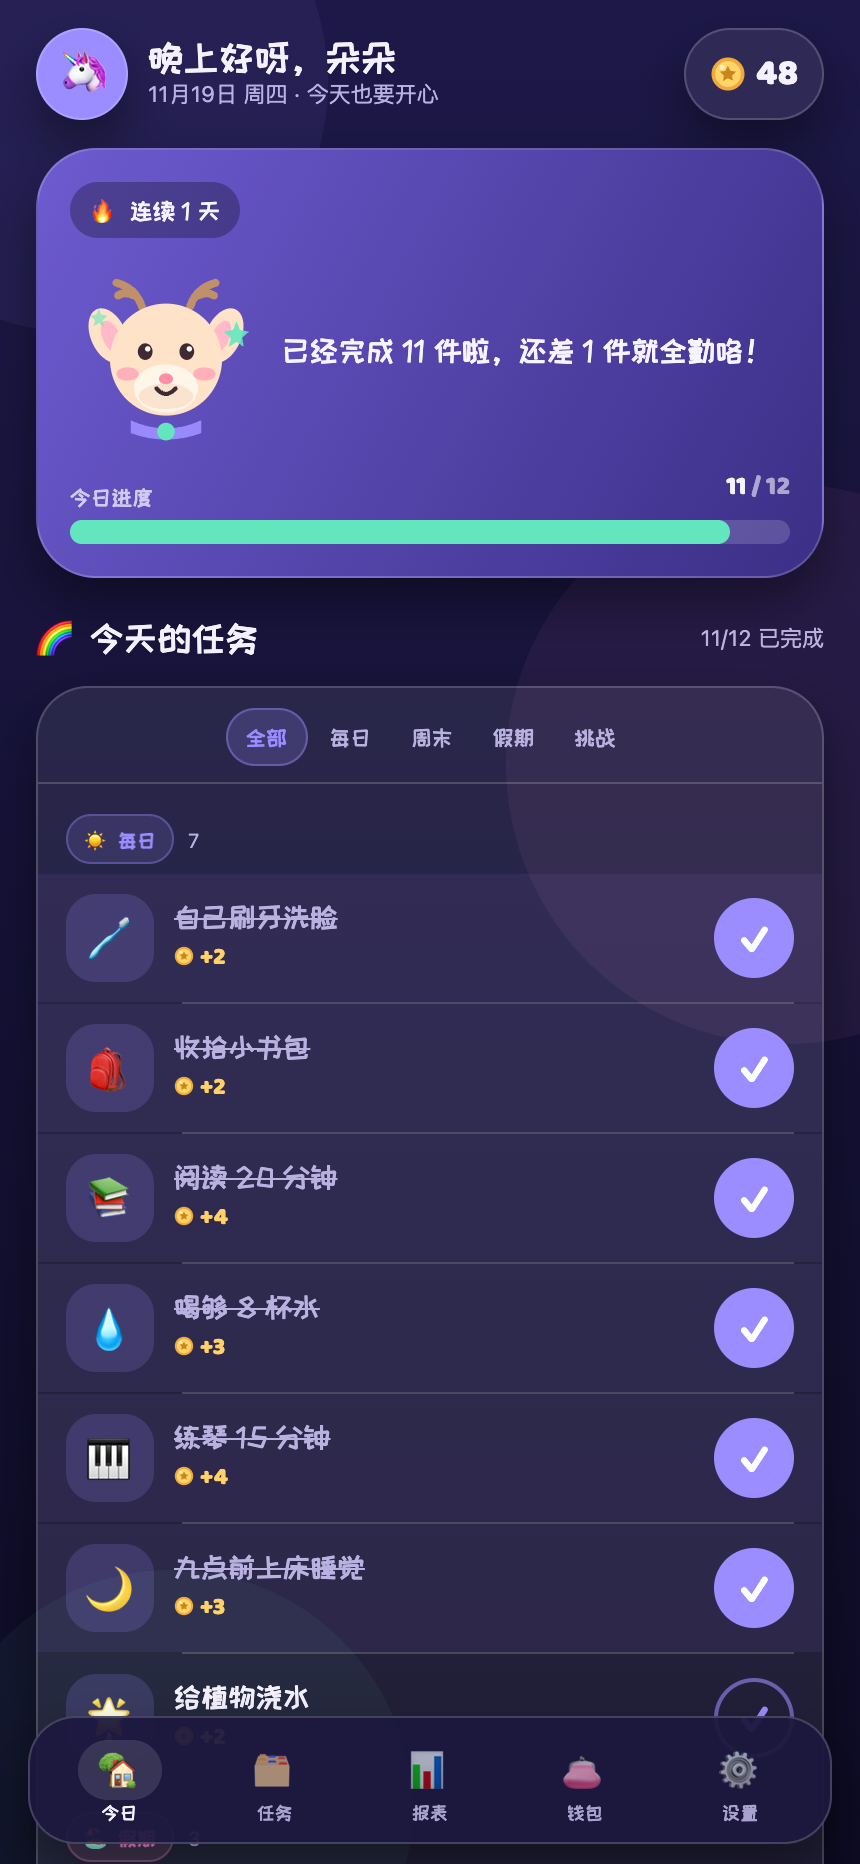 晚上好呀，朵朵
11月19日 周四 · 今天也要开心
48
连续 1 天
已经完成 11 件啦，还差 1 件就全勤咯！
今日进度
11 / 12
今天的任务
11/12 已完成
全部 每日 周末 假期 挑战
每日 7
自己刷牙洗脸
+2
收拾小书包
+2
阅读 20 分钟
+4
喝够 8 杯水
+3
练琴 15 分钟
+4
九点前上床睡觉
+3
给植物浇水
+2
今日 任务 报表 钱包 设置
假期 3